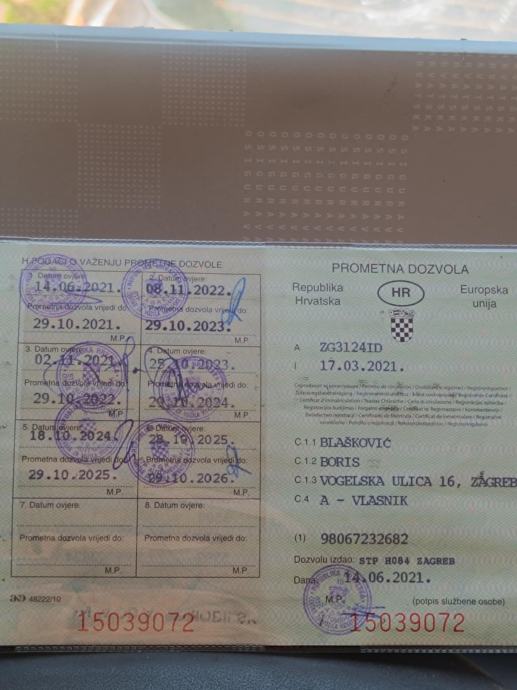 H PODACI O VAŽENJU PROMETNE DOZVOLE
1. Datum ovjere:
14.06.2021.
Prometna dozvola vrijedi do:
29.10.2021.
M.P.
2. Datum ovjere:
08.11.2022.
Prometna dozvola vrijedi do:
29.10.2023.
M.P.
3. Datum ovjere:
02.11.2021.
Prometna dozvola vrijedi do:
29.10.2022.
M.P.
4. Datum ovjere:
.10.2023.
Prometna dozvola vrijedi do:
29.10.2024.
5. Datum ovjere:
18.10.2024.
Prometna dozvola vrijedi do:
29.10.2025.
M.P.
Datum ovjere:
28.10.2025.
Prometna dozvola vrijedi do:
29.10.2026.
M.P.
7. Datum ovjere:
Prometna dozvola vrijedi do:
M.P.
8. Datum ovjere:
Prometna dozvola vrijedi do:
M.P.
48222/10
15039072
PROMETNA DOZVOLA
Republika Hrvatska
HR
Europska unija
A ZG3124ID
I 17.03.2021.
C.1.1 BLAŠKOVIĆ
C.1.2 BORIS
C.1.3 VOGELSKA ULICA 16, ZAGREB
C.4 A - VLASNIK
(1) 98067232682
Dozvolu izdao: STP H084 ZAGREB
Dana, 14.06.2021.
M.P.
(potpis službene osobe)
15039072